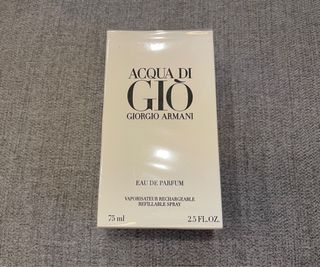 ACQUA DI
GIÒ
GIORGIO ARMANI
EAU DE PARFUM
VAPORISATEUR RECHARGEABLE
REFILLABLE SPRAY
75 ml 2.5 FL.OZ.